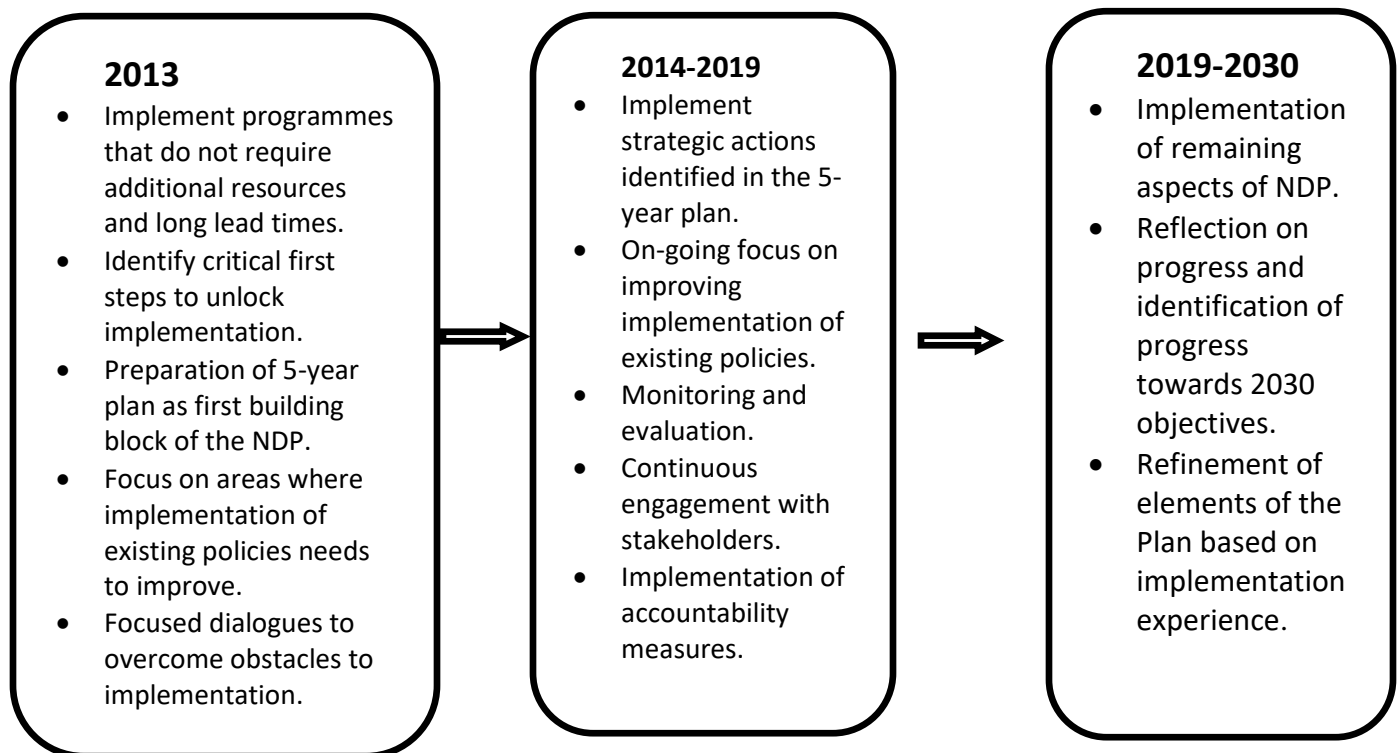 2013
• Implement programmes
that do not require
additional resources
and long lead times.
• Identify critical first
steps to unlock
implementation.
• Preparation of 5-year
plan as first building
block of the NDP.
• Focus on areas where
implementation of
existing policies needs
to improve.
• Focused dialogues to
overcome obstacles to
implementation.
2014-2019
• Implement
strategic actions
identified in the 5-
year plan.
• On-going focus on
improving
implementation of
existing policies.
• Monitoring and
evaluation.
• Continuous
engagement with
stakeholders.
• Implementation of
accountability
measures.
2019-2030
• Implementation
of remaining
aspects of NDP.
• Reflection on
progress and
identification of
progress
towards 2030
objectives.
• Refinement of
elements of the
Plan based on
implementation
experience.